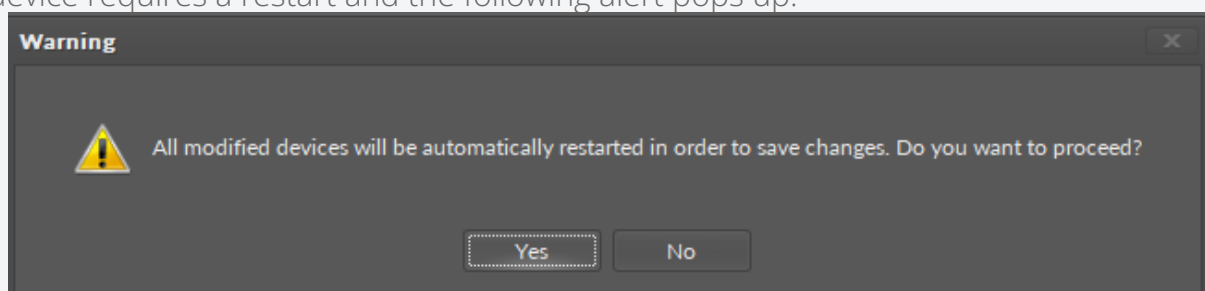 device requires a restart and the following alert pops up:
Warning
All modified devices will be automatically restarted in order to save changes. Do you want to proceed?
Yes No